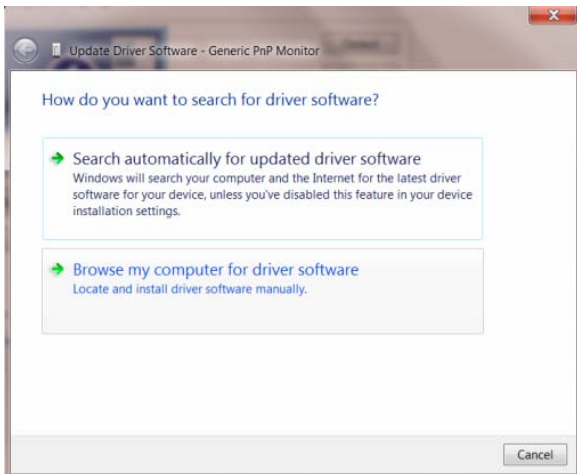 Update Driver Software - Generic PnP Monitor
How do you want to search for driver software?
Search automatically for updated driver software
Windows will search your computer and the Internet for the latest driver
software for your device, unless you've disabled this feature in your device
installation settings.
Browse my computer for driver software
Locate and install driver software manually.
Cancel